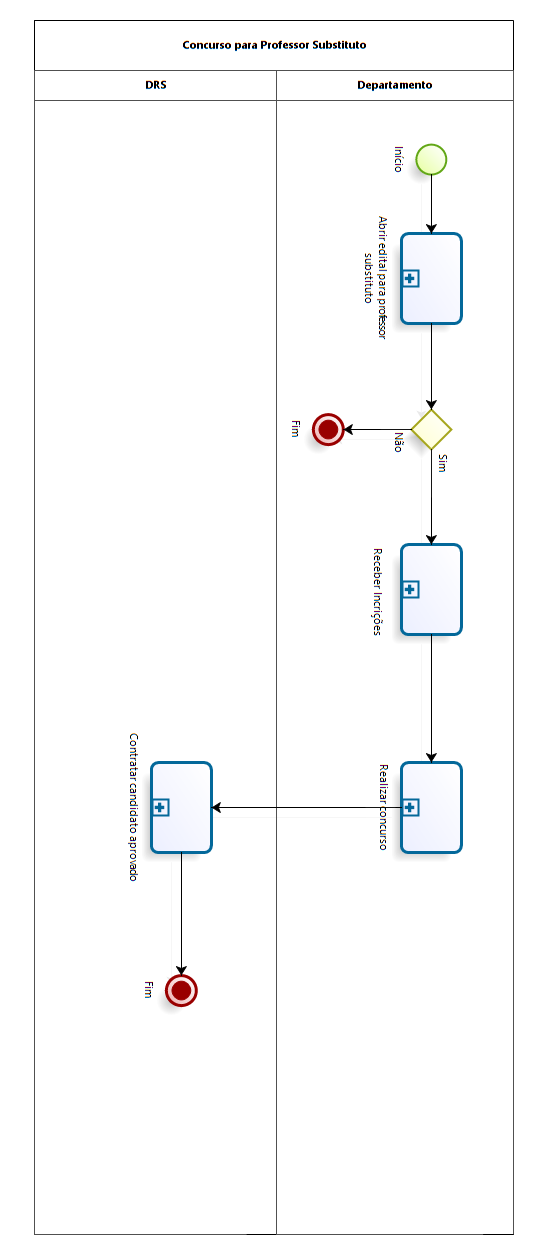 Concurso para Professor Substituto
DRS
Departamento
Início
Abrir edital para professor
substituto
Fim
Não
Sim
Receber Incrições
Realizar concurso
Contratar candidato aprovado
Fim